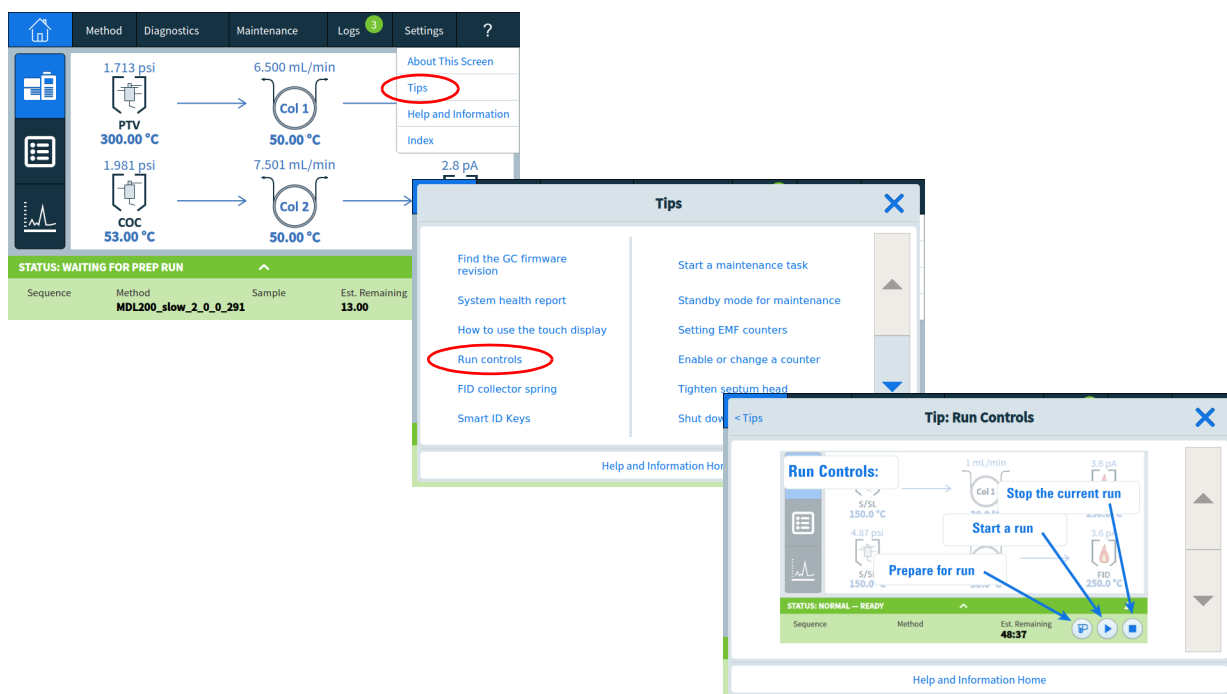 Method Diagnostics Maintenance Logs 3 Settings ?
About This Screen
Tips
Help and Information
Index
1.713 psi 6.500 mL/min
Col 1
PTV
300.00 °C 50.00 °C
1.981 psi 7.501 mL/min 2.8 pA
Col 2
COC
53.00 °C 50.00 °C
STATUS: WAITING FOR PREP RUN
Sequence Method Sample Est. Remaining
MDL200_slow_2_0_0_291 13.00
Tips
Find the GC firmware
revision
System health report
How to use the touch display
Run controls
FID collector spring
Smart ID Keys
Start a maintenance task
Standby mode for maintenance
Setting EMF counters
Enable or change a counter
Tighten septum head
Shut dow
Help and Information Hor
< Tips Tip: Run Controls
Run Controls:
1 mL/min 3.6 pA
Col 1
Stop the current run
S/SL
150.0 °C
Start a run
4.87 psi 3.6 p
Prepare for run
S/S
150.0
FID
250.0 °C
STATUS: NORMAL — READY
Sequence Method Est. Remaining
48:37
Help and Information Home